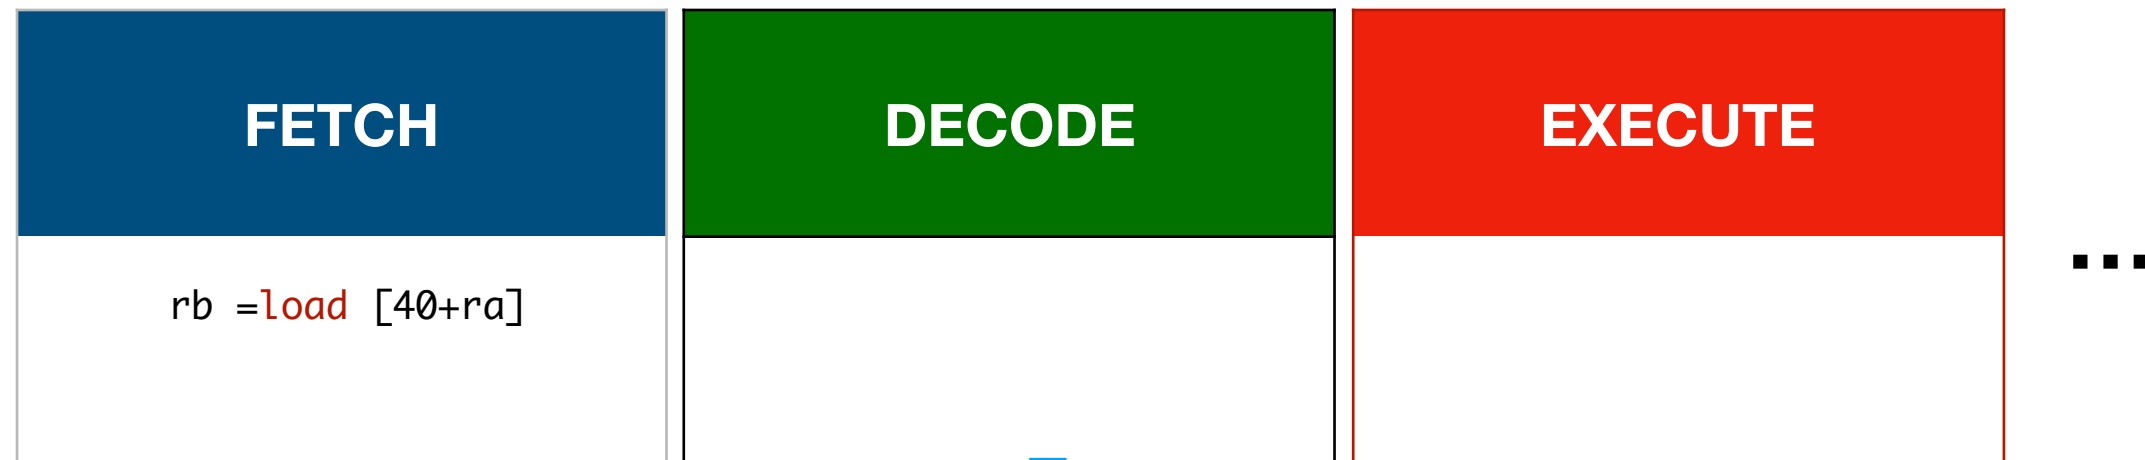 FETCH DECODE EXECUTE
...
rb =load [40+ra]